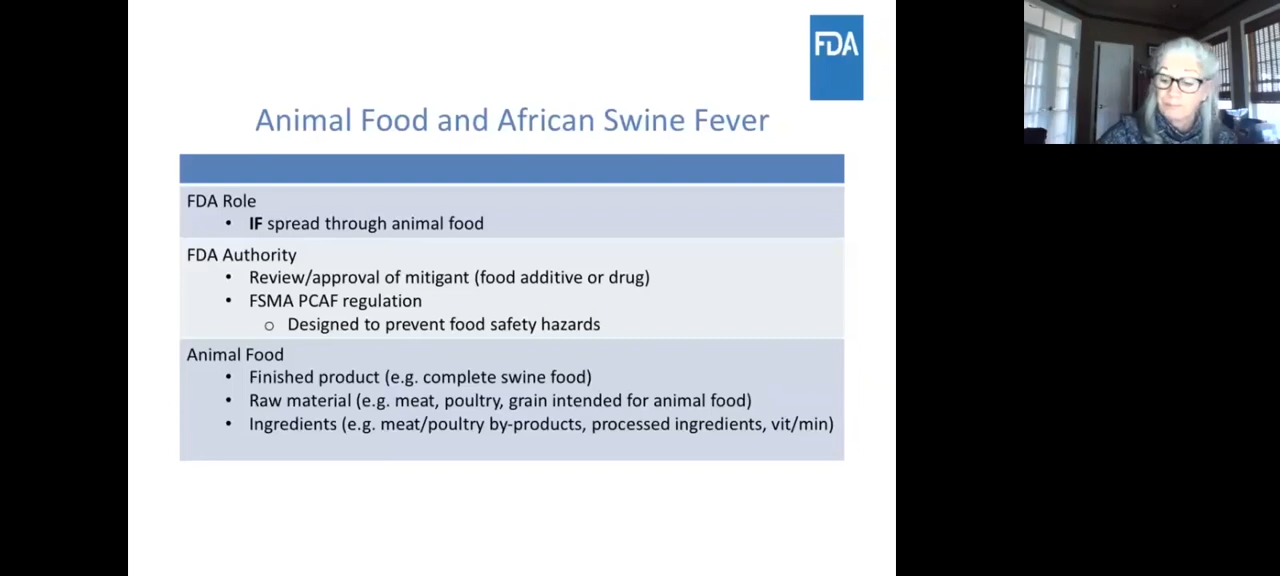 FDA
Animal Food and African Swine Fever
FDA Role
• IF spread through animal food
FDA Authority
• Review/approval of mitigant (food additive or drug)
• FSMA PCAF regulation
o Designed to prevent food safety hazards
Animal Food
• Finished product (e.g. complete swine food)
• Raw material (e.g. meat, poultry, grain intended for animal food)
• Ingredients (e.g. meat/poultry by-products, processed ingredients, vit/min)